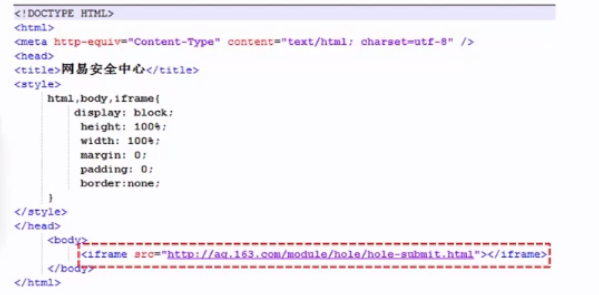 <!DOCTYPE HTML>
<html>
<meta http-equiv="Content-Type" content="text/html; charset=utf-8" />
<head>
<title>网易安全中心</title>
<style>
html,body,iframe{
display: block;
height: 100%;
width: 100%;
margin: 0;
padding: 0;
border:none;
}
</style>
</head>
<body>
<iframe src="http://aq.163.com/module/hole/hole-submit.html"></iframe>
</body>
</html>